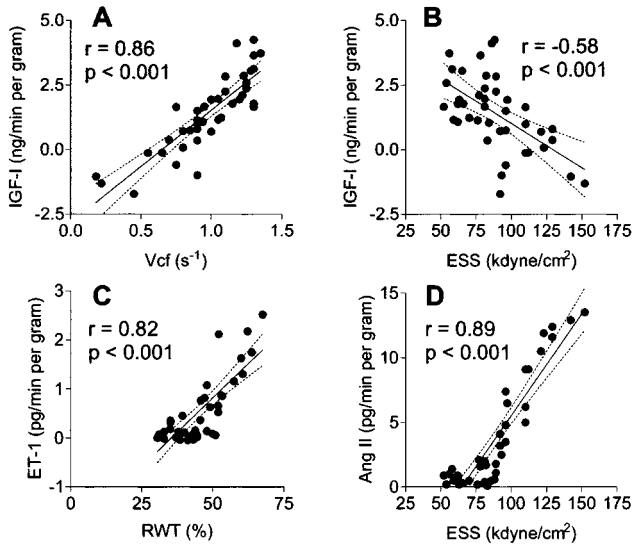 A
r = 0.86
p < 0.001
IGF-I (ng/min per gram)
5.0
2.5
0.0
-2.5
0.0 0.5 1.0 1.5
Vcf (s⁻¹)
B
r = -0.58
p < 0.001
IGF-I (ng/min per gram)
5.0
2.5
0.0
-2.5
25 50 75 100 125 150 175
ESS (kdyne/cm²)
C
r = 0.82
p < 0.001
ET-1 (pg/min per gram)
3
2
1
0
-1
0 25 50 75
RWT (%)
D
r = 0.89
p < 0.001
Ang II (pg/min per gram)
15
10
5
0
25 50 75 100 125 150 175
ESS (kdyne/cm²)